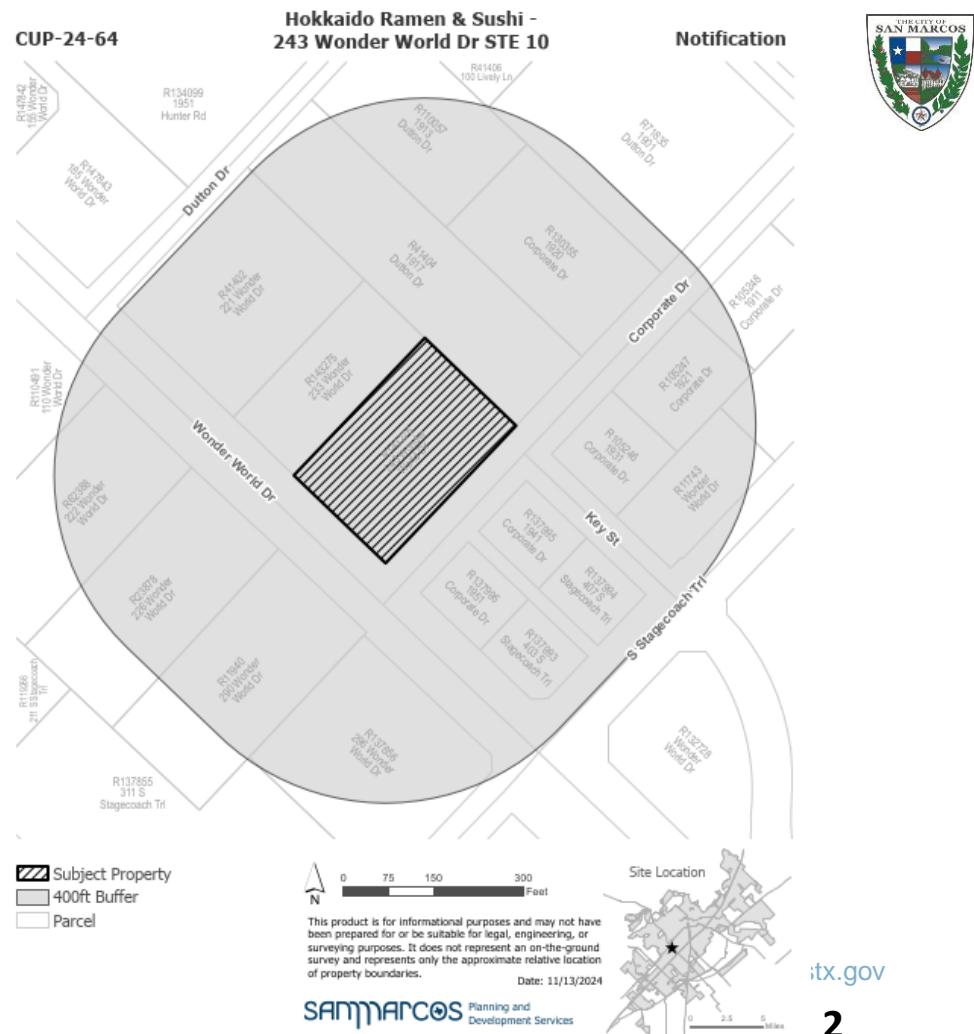 CUP-24-64
Hokkaido Ramen & Sushi -
243 Wonder World Dr STE 10
Notification
THE CITY OF
SAN MARCOS
R41406
100 Lively Ln
R147842
155 Wonder
World Dr
R134099
1951
Hunter Rd
R110057
1913
Dutton Dr
R71835
1901
Dutton Dr
R147843
185 Wonder
World Dr
Dutton Dr
R41404
1917
Dutton Dr
R130355
1920
Corporate Dr
R41402
221 Wonder
World Dr
R105248
1911
Corporate Dr
Corporate Dr
R110491
110 Wonder
World Dr
R143275
233 Wonder
World Dr
R105247
1921
Corporate Dr
Wonder World Dr
R105246
1931
Corporate Dr
R11743
Wonder
World Dr
R62388
222 Wonder
World Dr
R137995
1941
Corporate Dr
Key St
R137994
407 S
Stagecoach Trl
R23878
226 Wonder
World Dr
R137996
1951
Corporate Dr
R137993
403 S
Stagecoach Trl
S Stagecoach Trl
R119266
211 S Stagecoach
Trl
R11940
290 Wonder
World Dr
R137856
296 Wonder
World Dr
R132728
Wonder
World Dr
R137855
311 S
Stagecoach Trl
Subject Property
400ft Buffer
Parcel
N
0 75 150 300
Feet
This product is for informational purposes and may not have
been prepared for or be suitable for legal, engineering, or
surveying purposes. It does not represent an on-the-ground
survey and represents only the approximate relative location
of property boundaries.
Date: 11/13/2024
SANMARCOS Planning and
Development Services
Site Location
0 2.5 5
Miles
stx.gov
2